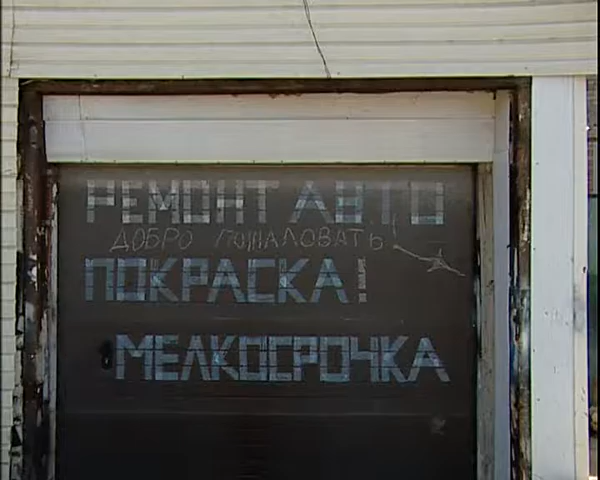 РЕМОНТ АВТО
ДОБРО ПОЖАЛОВАТЬ !
ПОКРАСКА!
МЕЛКОСРОЧКА